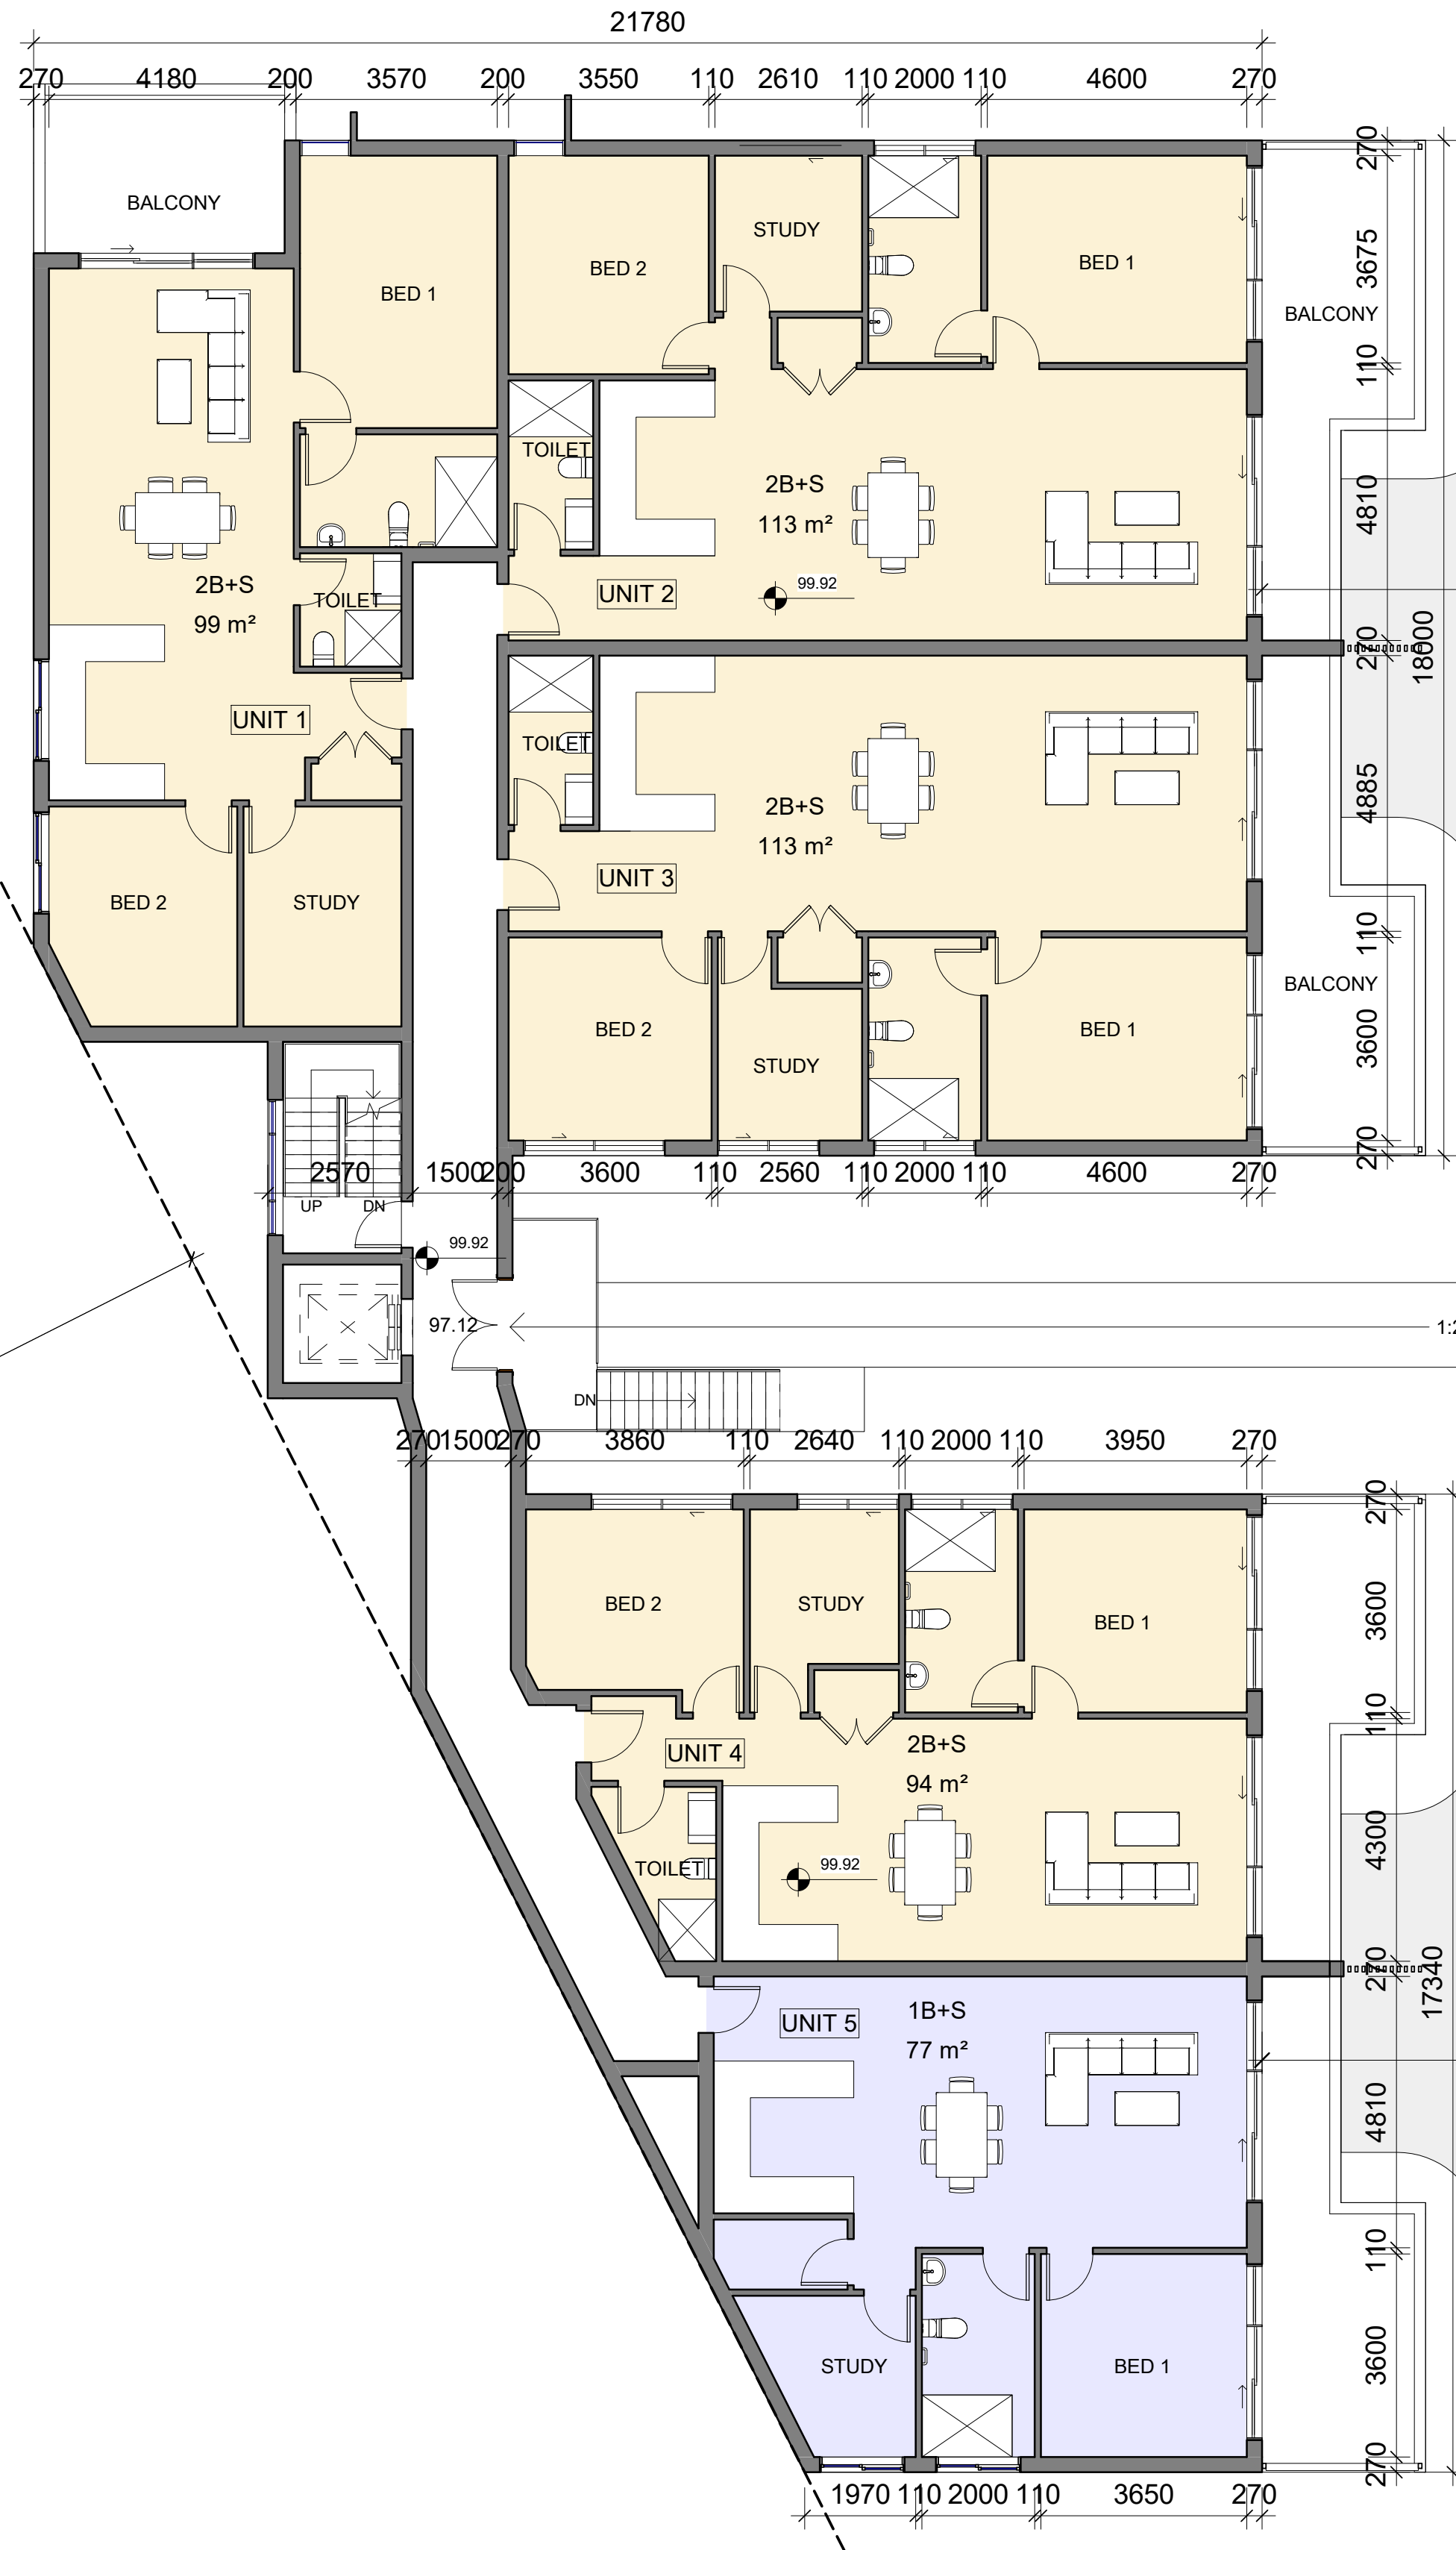 21780
270 4180 200 3570 200 3550 110 2610 110 2000 110 4600 270
270
BALCONY
STUDY
3675
BED 1
BED 2
BED 1
BALCONY
110
TOILET
2B+S
113 m²
4810
2B+S
99 m²
TOILET
UNIT 2
99.92
270
18000
UNIT 1
TOILET
2B+S
113 m²
4885
UNIT 3
BED 2
STUDY
110
BALCONY
BED 2
STUDY
BED 1
3600
270
2570 1500 200 3600 110 2560 110 2000 110 4600 270
UP DN
99.92
97.12
DN
270 1500 270 3860 110 2640 110 2000 110 3950 270
270
BED 2
STUDY
BED 1
3600
110
UNIT 4
2B+S
94 m²
4300
TOILET
99.92
270
17340
UNIT 5
1B+S
77 m²
4810
110
STUDY
BED 1
3600
270
1970 110 2000 110 3650 270